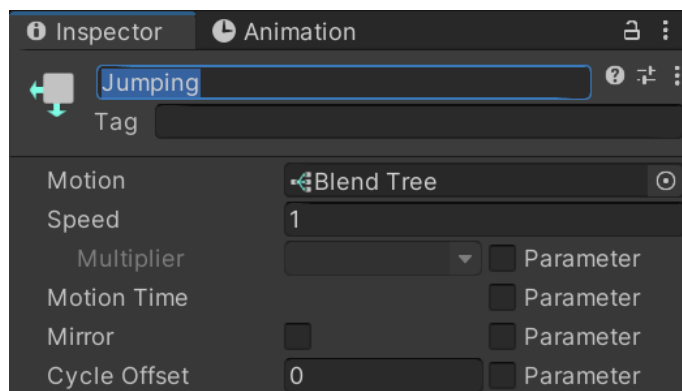 Inspector Animation
Jumping
Tag
Motion Blend Tree
Speed 1
Multiplier Parameter
Motion Time Parameter
Mirror Parameter
Cycle Offset 0 Parameter